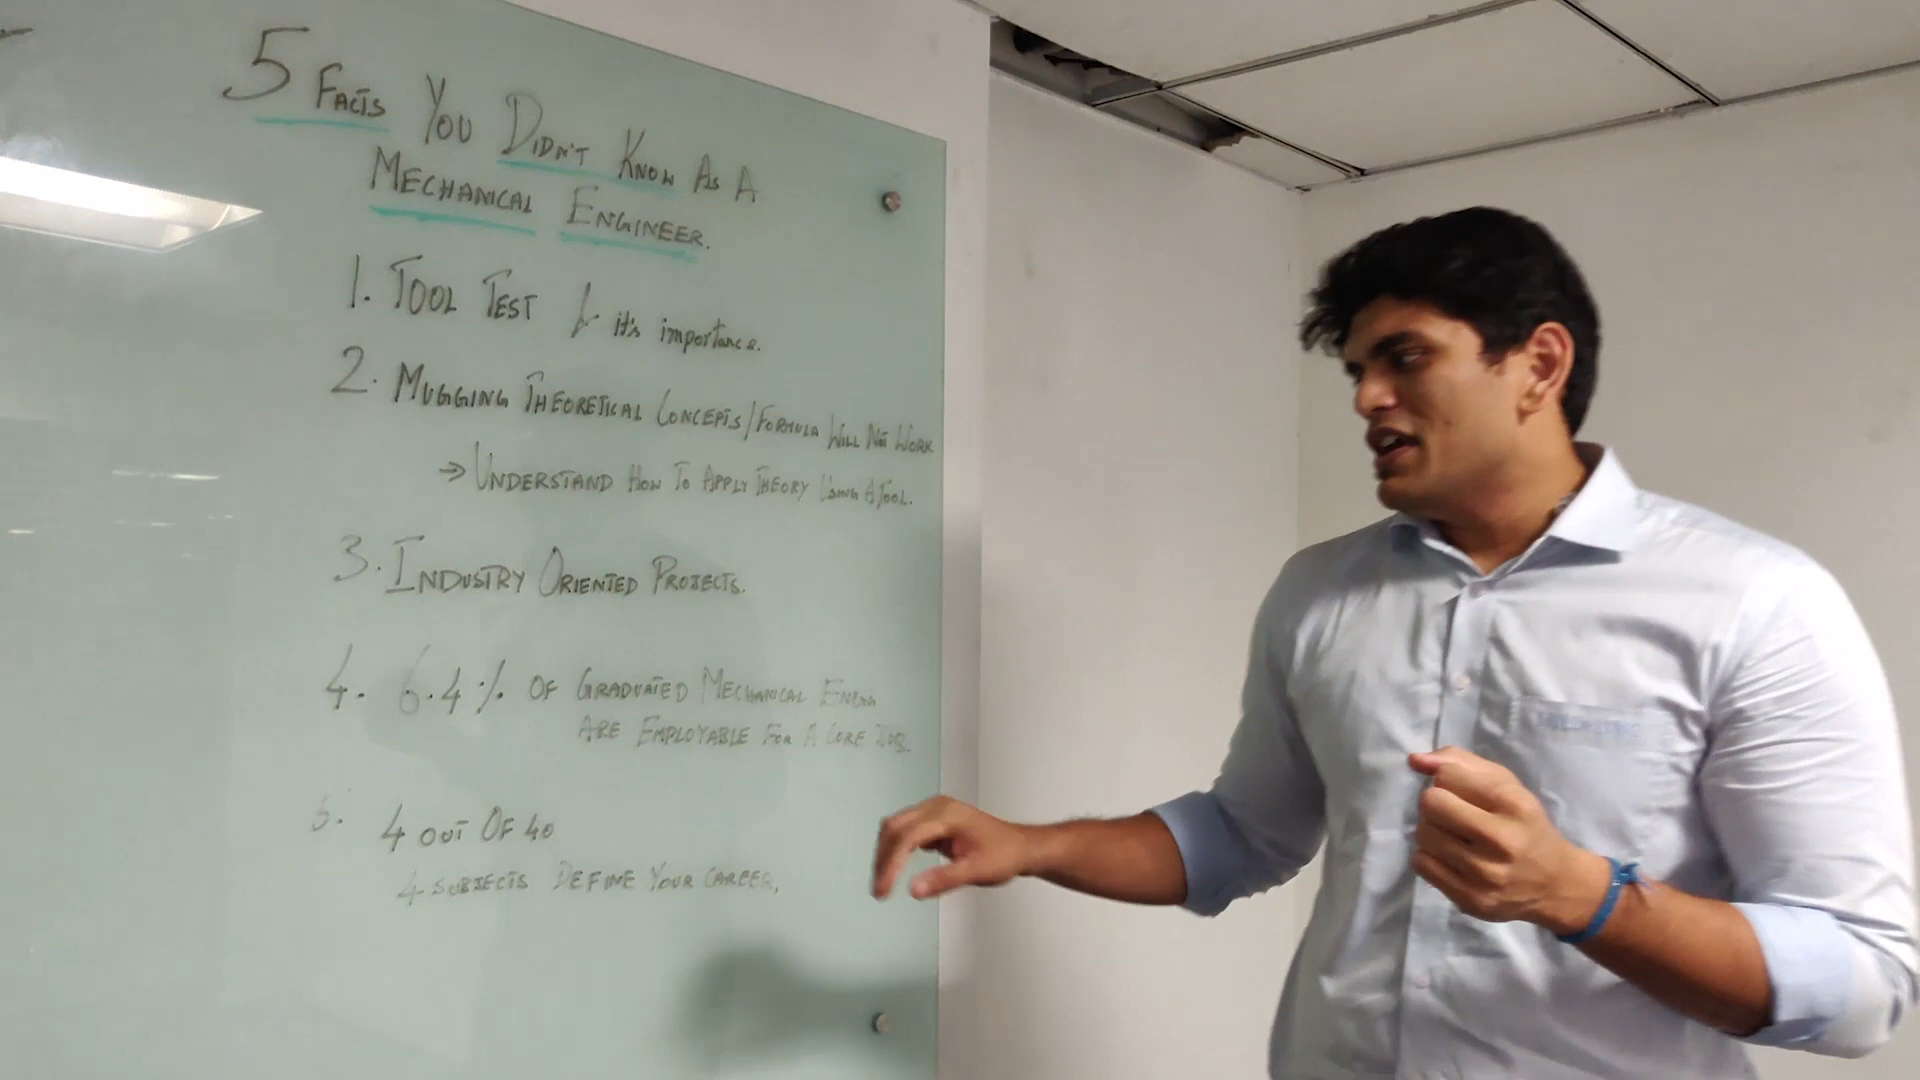 5 FACTS YOU DIDN'T KNOW AS A
MECHANICAL ENGINEER.
1. TOOL TEST & it's importance.
2. MUGGING THEORETICAL CONCEPTS/FORMULA WILL NOT WORK
→ UNDERSTAND HOW TO APPLY THEORY USING A TOOL.
3. INDUSTRY ORIENTED PROJECTS.
4. 6.4% OF GRADUATED MECHANICAL ENGG
ARE EMPLOYABLE FOR A CORE JOB
5. 4 OUT OF 40
4 SUBJECTS DEFINE YOUR CAREER.